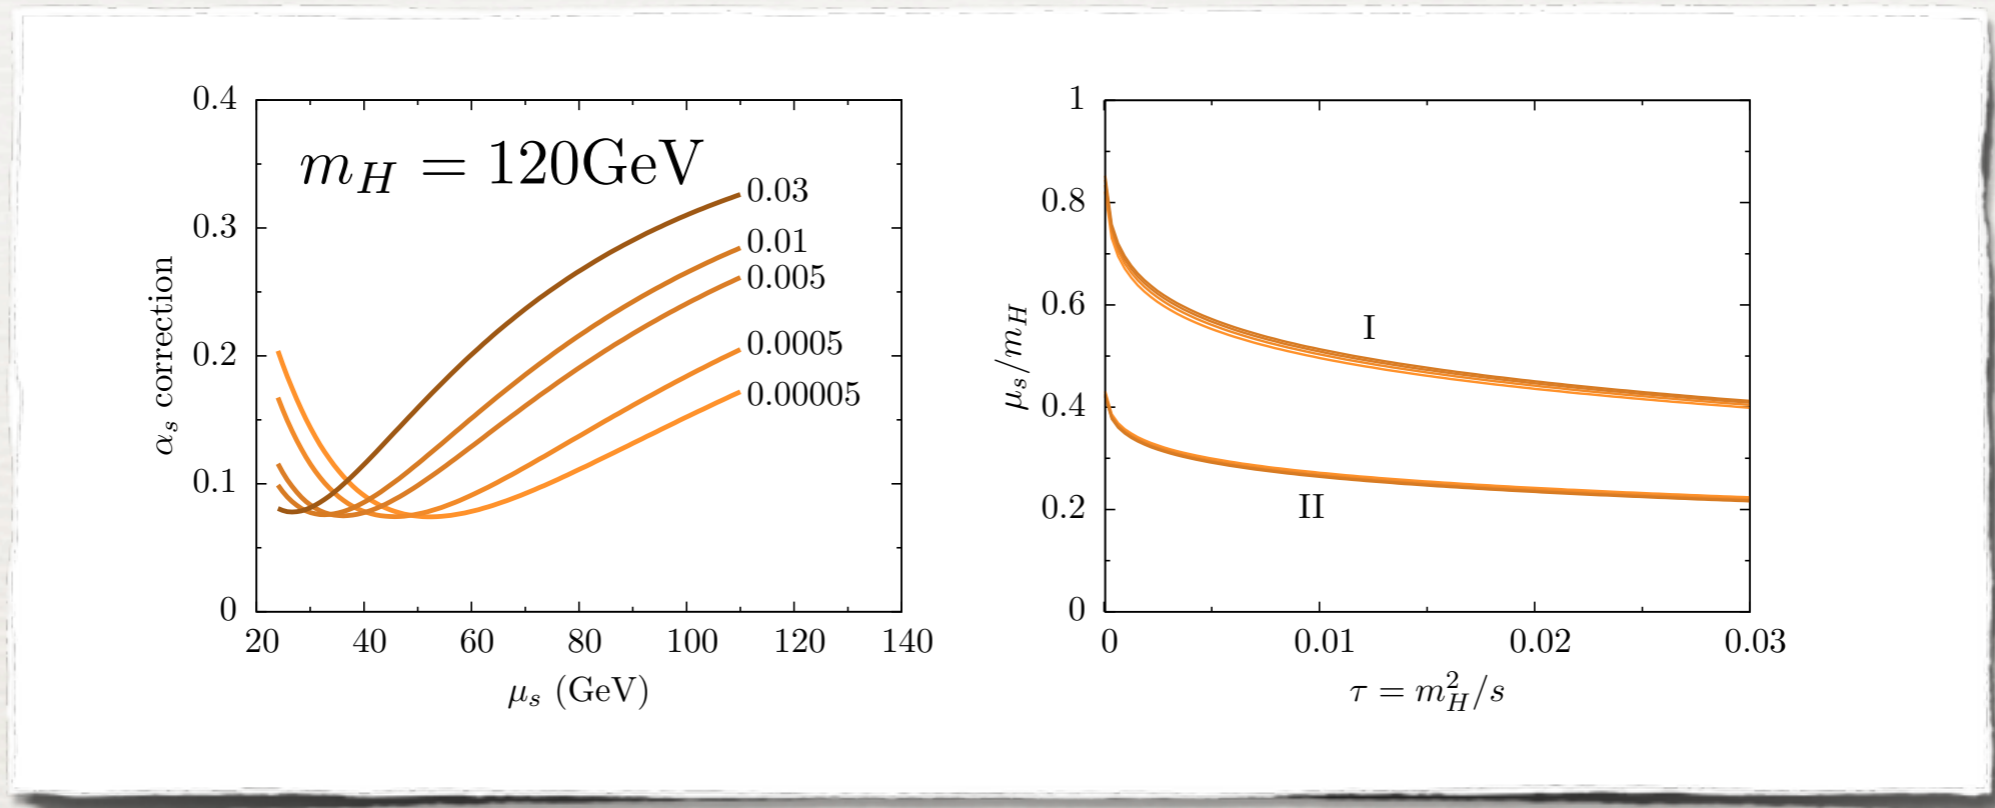 m_H = 120GeV
α_s correction
0.4
0.3
0.2
0.1
0
20 40 60 80 100 120 140
μ_s (GeV)
0.03
0.01
0.005
0.0005
0.00005
μ_s/m_H
1
0.8
0.6
0.4
0.2
0
I
II
0 0.01 0.02 0.03
τ = m_H^2/s